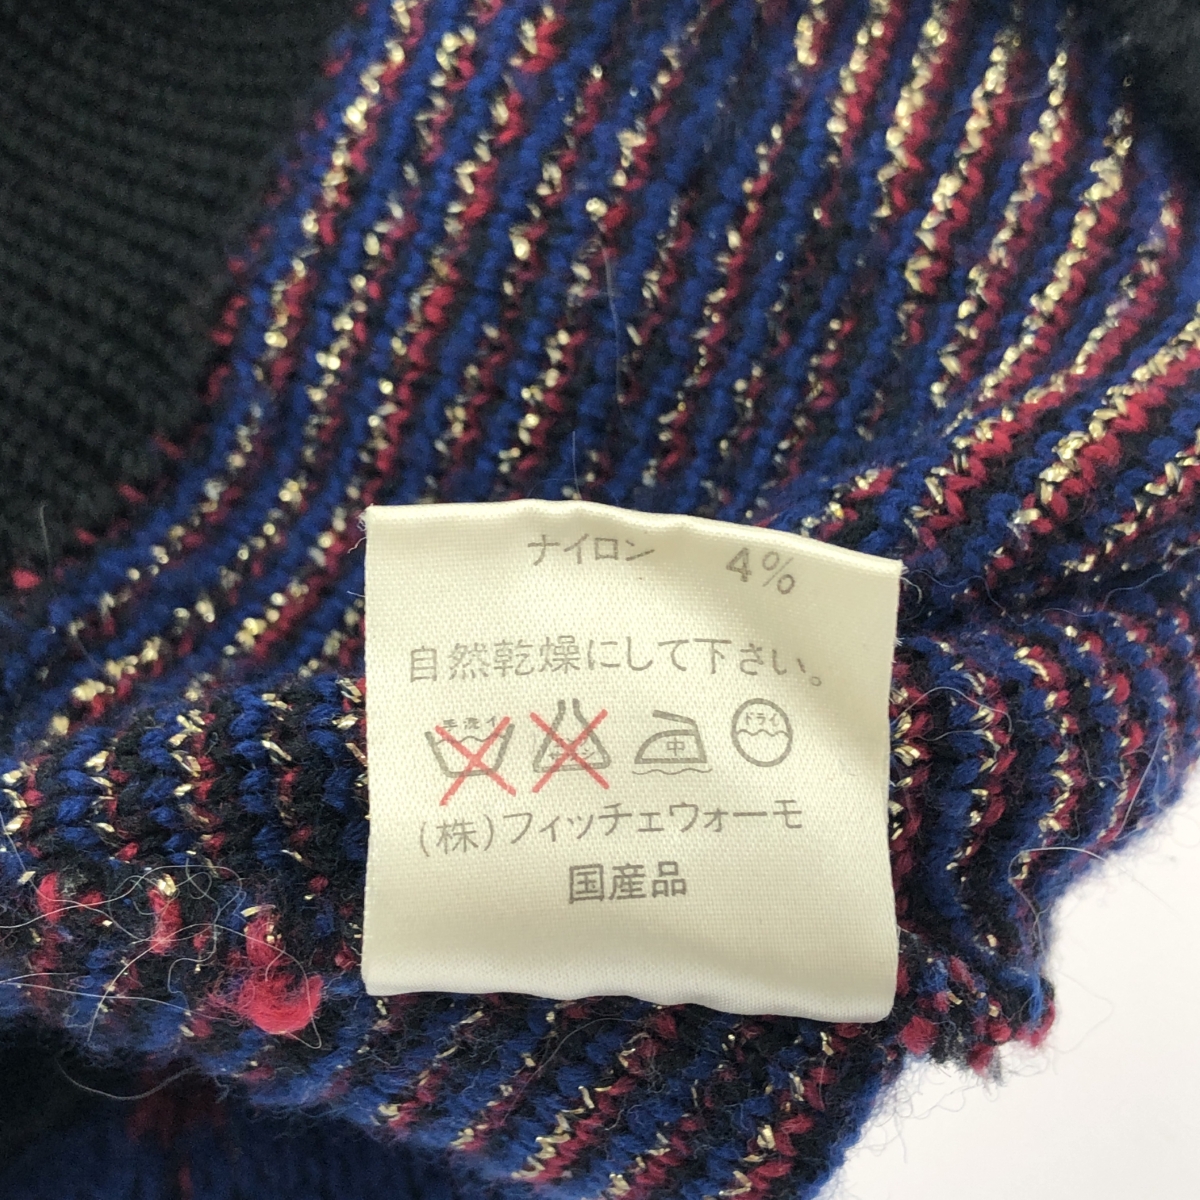 ナイロン 4%
自然乾燥にして下さい。
手洗イ 中 ドライ
(株)フィッチェウォーモ
国産品